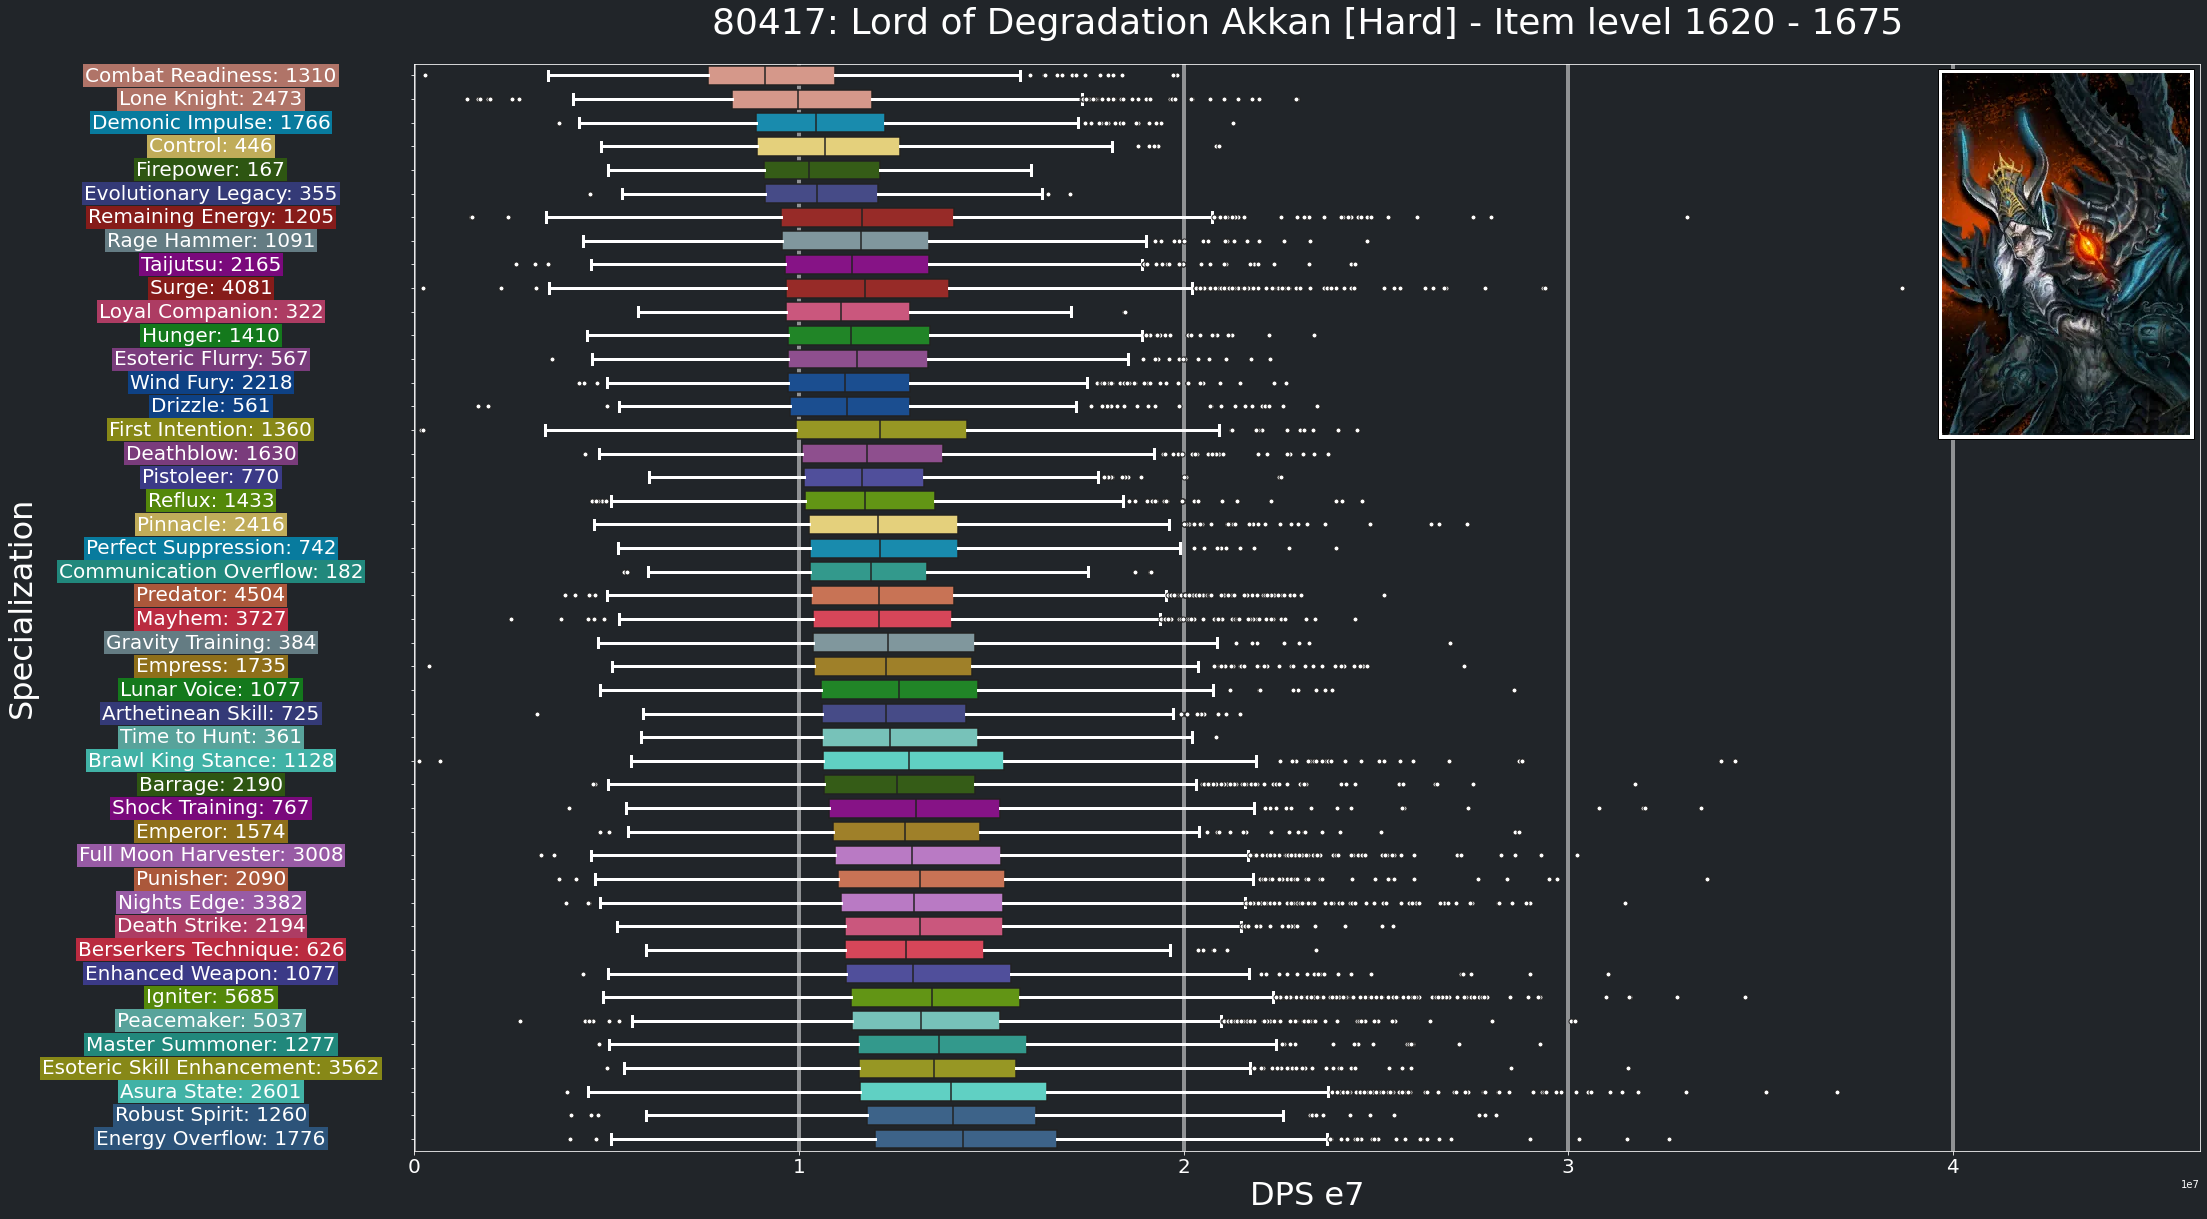 80417: Lord of Degradation Akkan [Hard] - Item level 1620 - 1675
Specialization
Combat Readiness: 1310
Lone Knight: 2473
Demonic Impulse: 1766
Control: 446
Firepower: 167
Evolutionary Legacy: 355
Remaining Energy: 1205
Rage Hammer: 1091
Taijutsu: 2165
Surge: 4081
Loyal Companion: 322
Hunger: 1410
Esoteric Flurry: 567
Wind Fury: 2218
Drizzle: 561
First Intention: 1360
Deathblow: 1630
Pistoleer: 770
Reflux: 1433
Pinnacle: 2416
Perfect Suppression: 742
Communication Overflow: 182
Predator: 4504
Mayhem: 3727
Gravity Training: 384
Empress: 1735
Lunar Voice: 1077
Arthetinean Skill: 725
Time to Hunt: 361
Brawl King Stance: 1128
Barrage: 2190
Shock Training: 767
Emperor: 1574
Full Moon Harvester: 3008
Punisher: 2090
Nights Edge: 3382
Death Strike: 2194
Berserkers Technique: 626
Enhanced Weapon: 1077
Igniter: 5685
Peacemaker: 5037
Master Summoner: 1277
Esoteric Skill Enhancement: 3562
Asura State: 2601
Robust Spirit: 1260
Energy Overflow: 1776
0 1 2 3 4
1e7
DPS e7